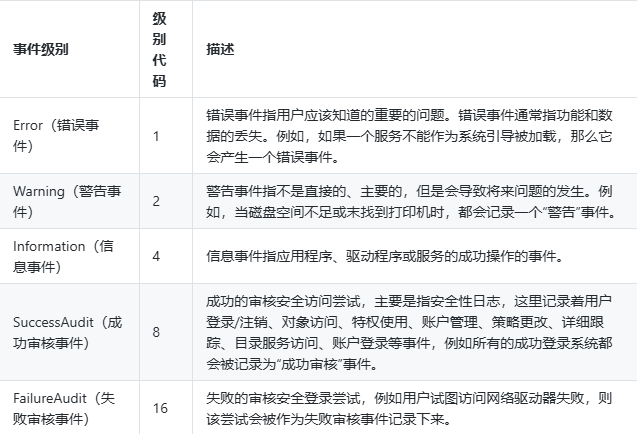 事件级别
级
别
代
码
描述
Error（错误事
件）
1
错误事件指用户应该知道的重要的问题。错误事件通常指功能和数
据的丢失。例如，如果一个服务不能作为系统引导被加载，那么它
会产生一个错误事件。
Warning（警告事
件）
2
警告事件指不是直接的、主要的，但是会导致将来问题的发生。例
如，当磁盘空间不足或末找到打印机时，都会记录一个“警告”事件。
Information（信
息事件）
4
信息事件指应用程序、驱动程序或服务的成功操作的事件。
SuccessAudit（成
功审核事件）
8
成功的审核安全访问尝试，主要是指安全性日志，这里记录着用户
登录/注销、对象访问、特权使用、账户管理、策略更改、详细跟
踪、目录服务访问、账户登录等事件，例如所有的成功登录系统都
会被记录为“成功审核”事件。
FailureAudit（失
败审核事件）
16
失败的审核安全登录尝试，例如用户试图访问网络驱动器失败，则
该尝试会被作为失败审核事件记录下来。